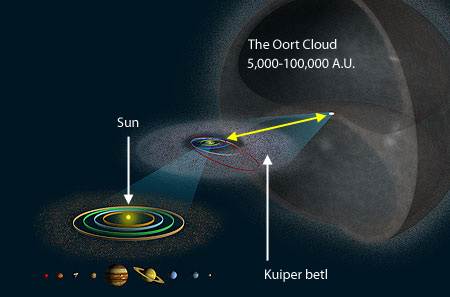 The Oort Cloud
5,000-100,000 A.U.
Sun
Kuiper betl